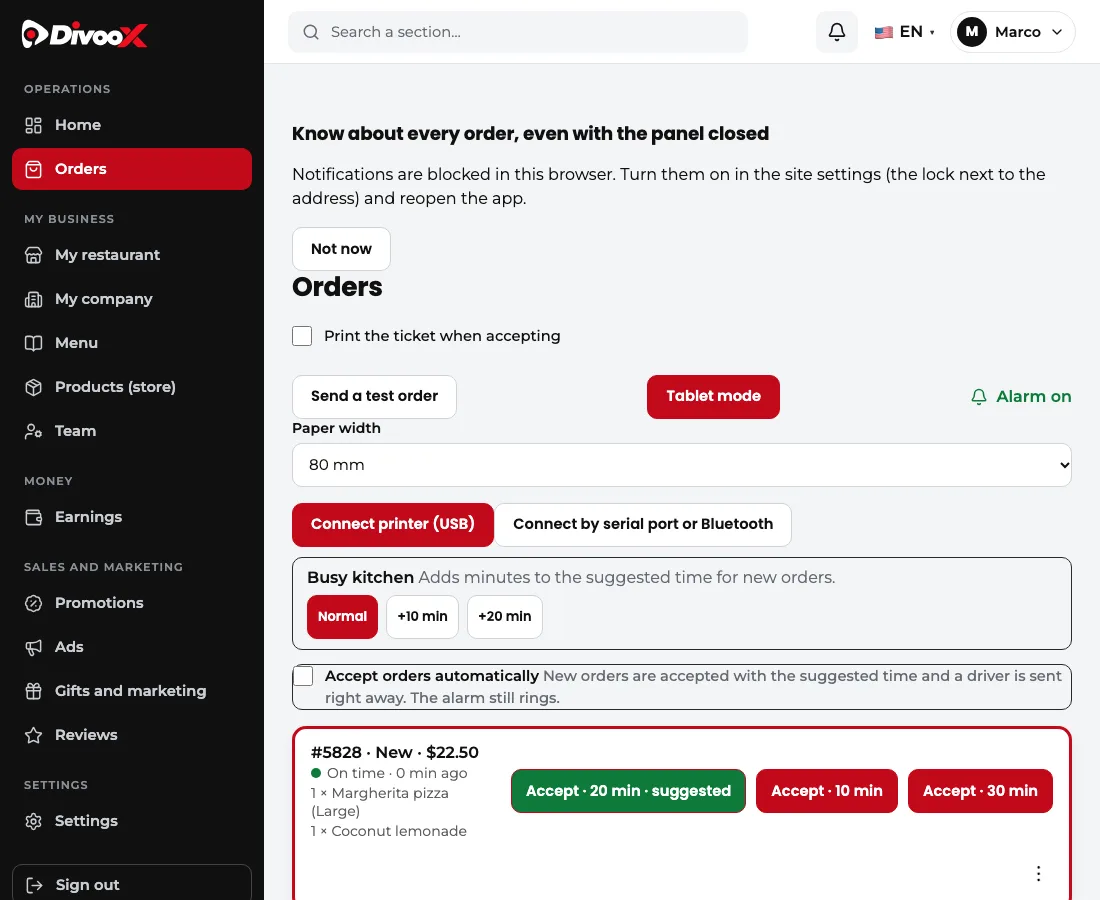 DivooX
Search a section...
EN
M
Marco
OPERATIONS
Home
Orders
MY BUSINESS
My restaurant
My company
Menu
Products (store)
Team
MONEY
Earnings
SALES AND MARKETING
Promotions
Ads
Gifts and marketing
Reviews
SETTINGS
Settings
Sign out
Know about every order, even with the panel closed
Notifications are blocked in this browser. Turn them on in the site settings (the lock next to the
address) and reopen the app.
Not now
Orders
Print the ticket when accepting
Send a test order
Tablet mode
Alarm on
Paper width
80 mm
Connect printer (USB)
Connect by serial port or Bluetooth
Busy kitchen Adds minutes to the suggested time for new orders.
Normal
+10 min
+20 min
Accept orders automatically New orders are accepted with the suggested time and a driver is sent
right away. The alarm still rings.
#5828 · New · $22.50
On time · 0 min ago
1 × Margherita pizza
(Large)
1 × Coconut lemonade
Accept · 20 min · suggested
Accept · 10 min
Accept · 30 min